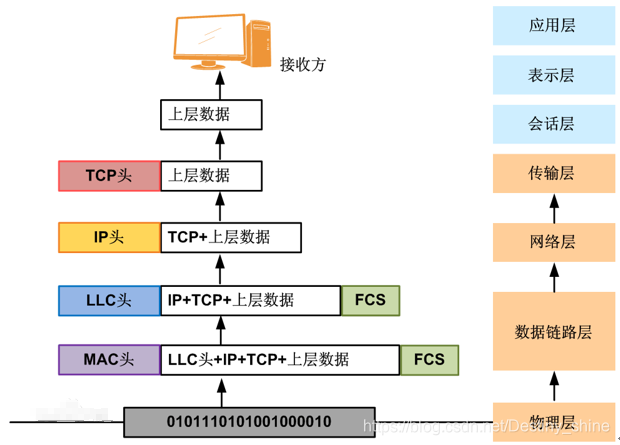 应用层
接收方
表示层
上层数据
会话层
TCP头 上层数据
传输层
IP头 TCP+上层数据
网络层
LLC头 IP+TCP+上层数据 FCS
数据链路层
MAC头 LLC头+IP+TCP+上层数据 FCS
0101110101001000010
物理层
https://blog.csdn.net/Destiny_shine